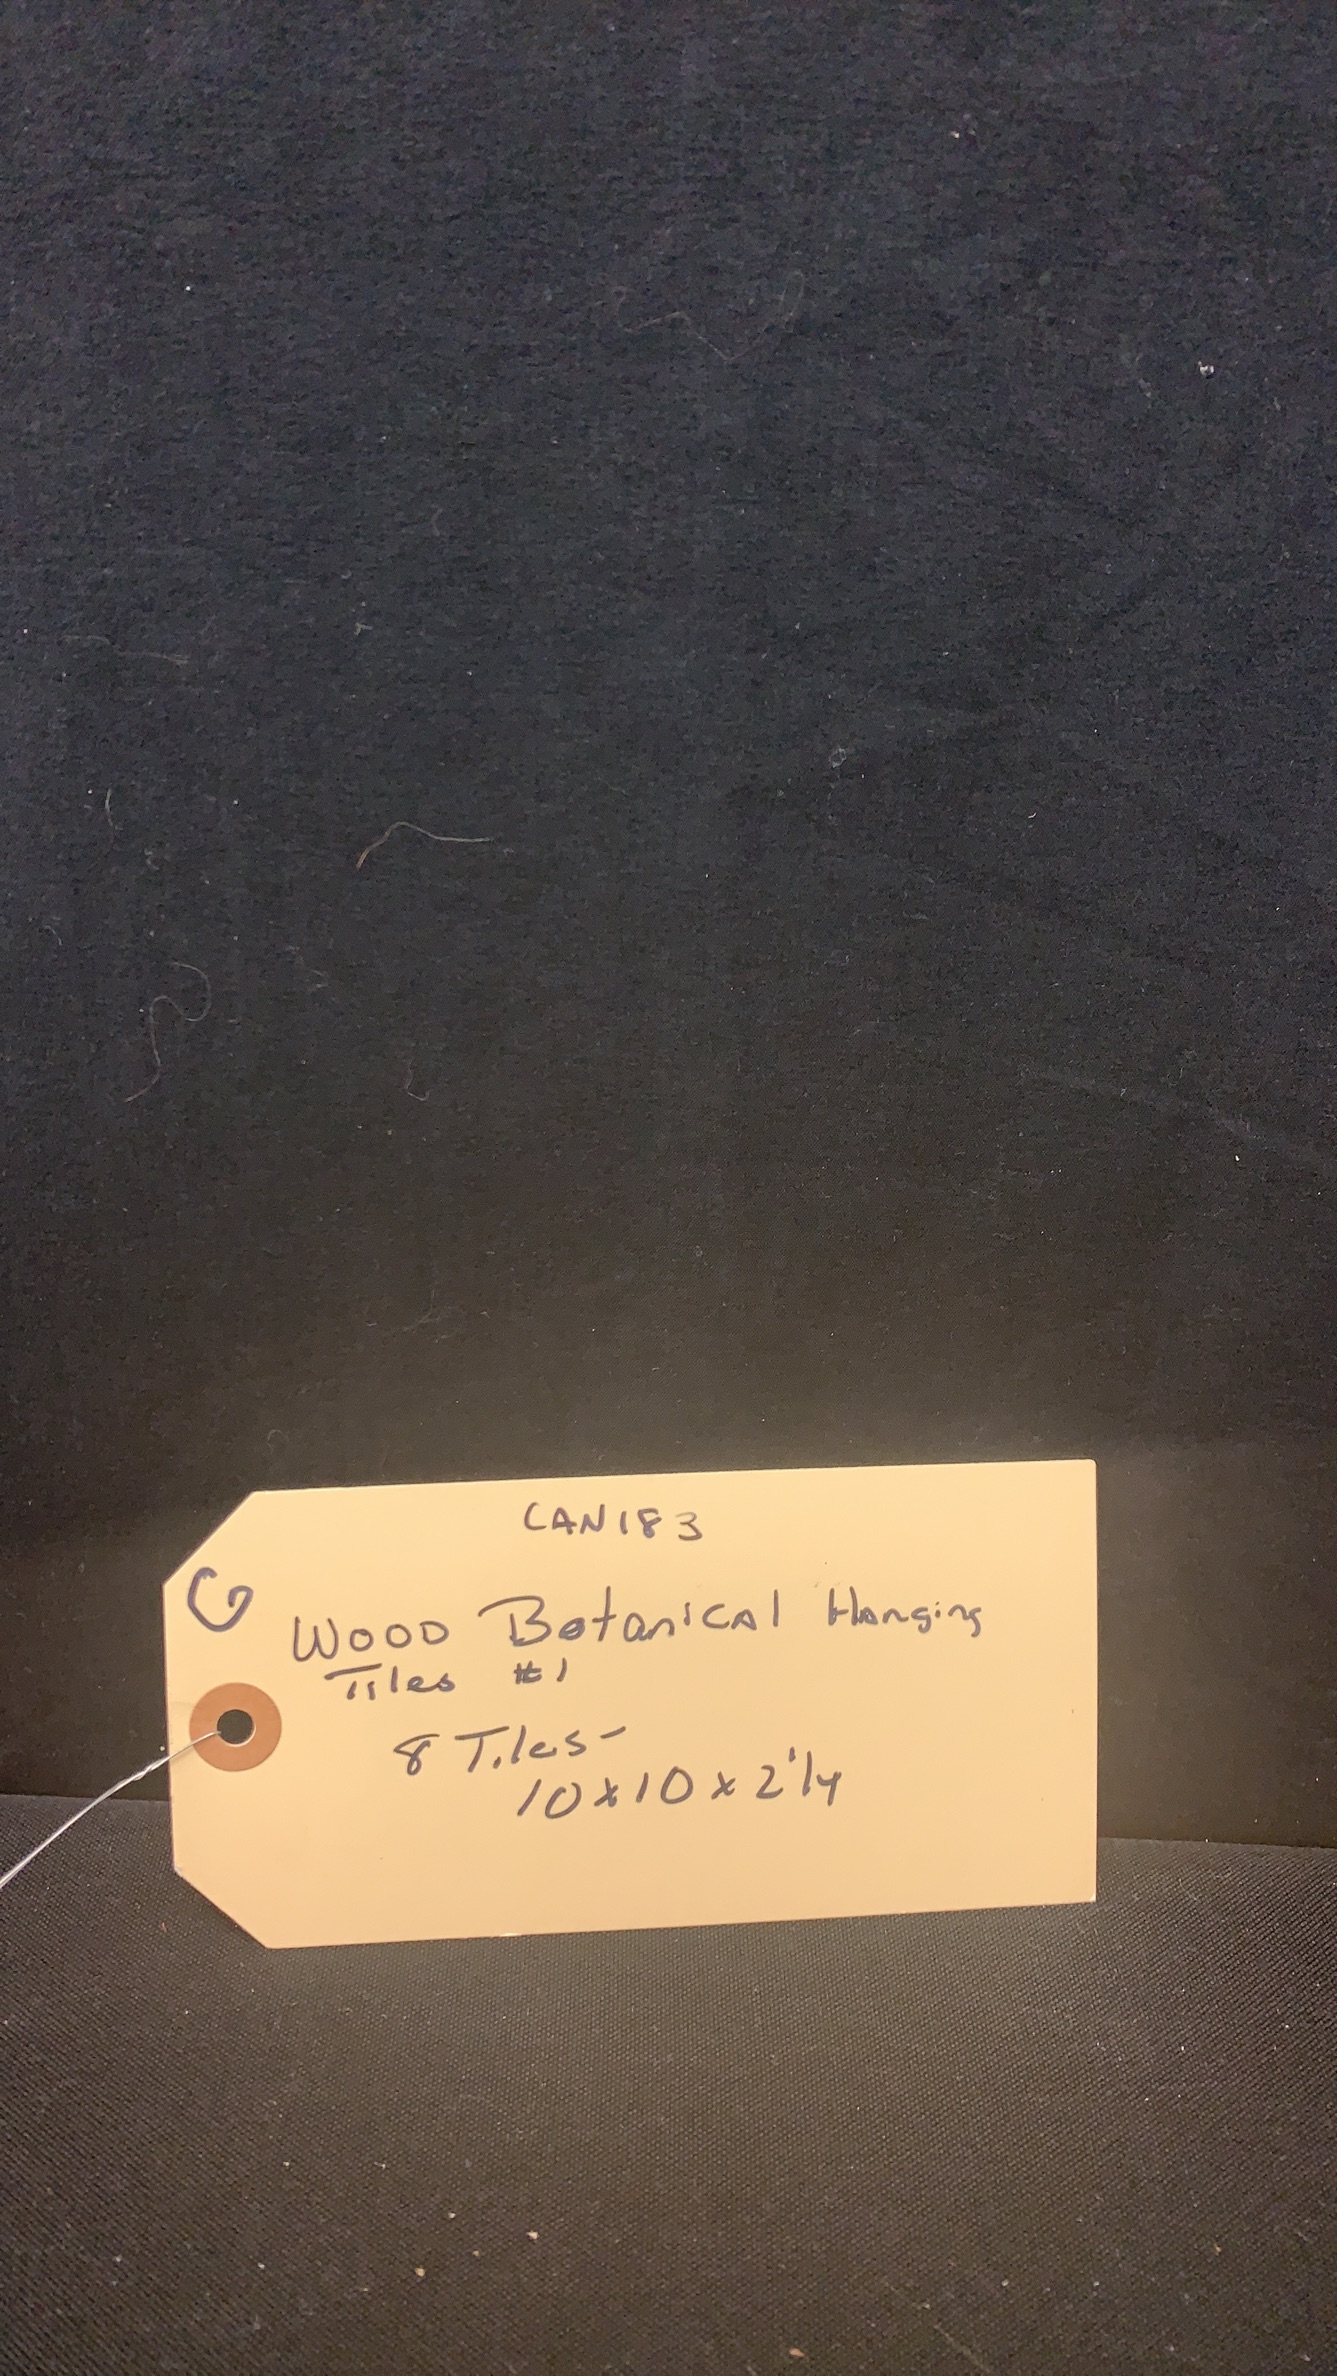 CAN183
G
Wood Botanical Hanging
Tiles #1
8 Tiles-
10x10x2 1/4